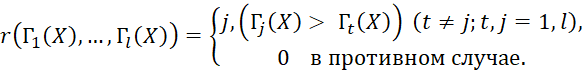 r(Γ₁(X), …, Γₗ(X)) = { j, (Γⱼ(X) > Γₜ(X)) (t ≠ j; t, j = 1, l),
0 в противном случае.